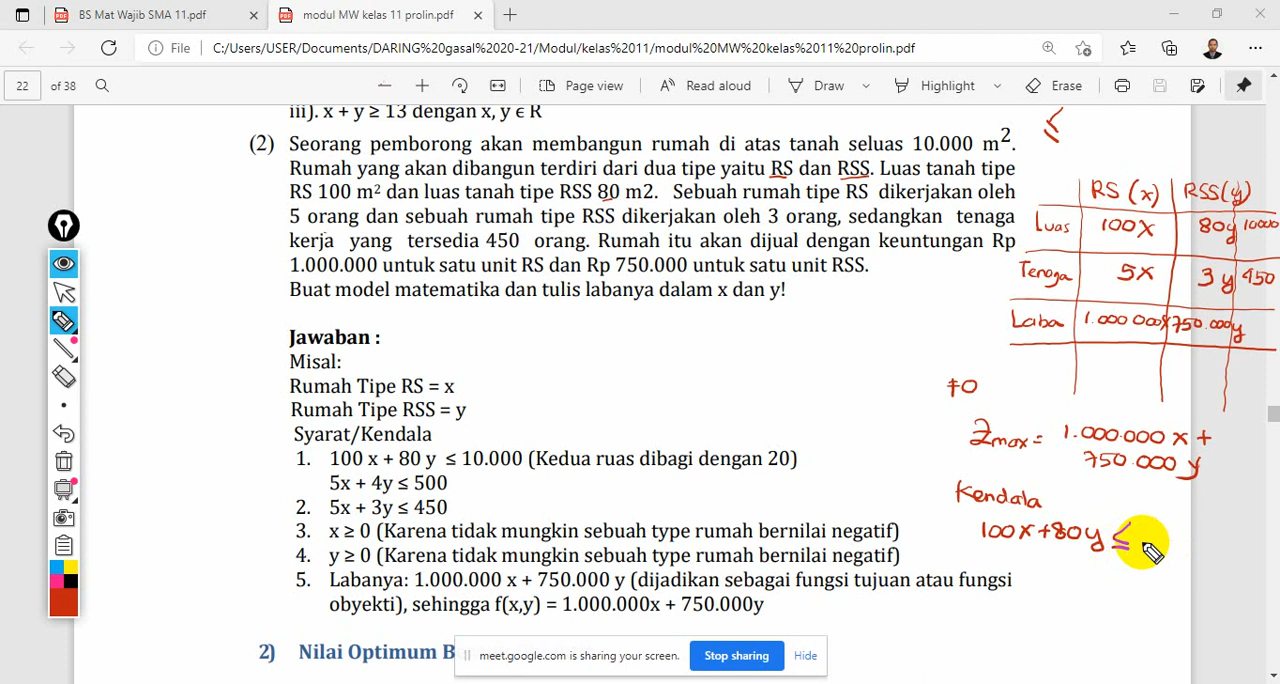 BS Mat Wajib SMA 11.pdf
modul MW kelas 11 prolin.pdf
File
C:/Users/USER/Documents/DARING%20gasal%202020-21/Modul/kelas%2011/modul%20MW%20kelas%2011%20prolin.pdf
22 of 38
Page view
Read aloud
Draw
Highlight
Erase
iii). x + y ≥ 13 dengan x, y ϵ R
(2) Seorang pemborong akan membangun rumah di atas tanah seluas 10.000 m².
Rumah yang akan dibangun terdiri dari dua tipe yaitu RS dan RSS. Luas tanah tipe
RS 100 m² dan luas tanah tipe RSS 80 m2. Sebuah rumah tipe RS dikerjakan oleh
5 orang dan sebuah rumah tipe RSS dikerjakan oleh 3 orang, sedangkan tenaga
kerja yang tersedia 450 orang. Rumah itu akan dijual dengan keuntungan Rp
1.000.000 untuk satu unit RS dan Rp 750.000 untuk satu unit RSS.
Buat model matematika dan tulis labanya dalam x dan y!
Jawaban :
Misal:
Rumah Tipe RS = x
Rumah Tipe RSS = y
Syarat/Kendala
1. 100 x + 80 y ≤ 10.000 (Kedua ruas dibagi dengan 20)
5x + 4y ≤ 500
2. 5x + 3y ≤ 450
3. x ≥ 0 (Karena tidak mungkin sebuah type rumah bernilai negatif)
4. y ≥ 0 (Karena tidak mungkin sebuah type rumah bernilai negatif)
5. Labanya: 1.000.000 x + 750.000 y (dijadikan sebagai fungsi tujuan atau fungsi
obyekti), sehingga f(x,y) = 1.000.000x + 750.000y
2) Nilai Optimum B
≤
RS (x) RSS(y)
Luas 100x 80y 10000
Tenaga 5x 3y 450
Laba 1.000 000x 750.000y
Zmax = 1.000.000 x +
750.000 y
Kendala
100x+80y ≤
meet.google.com is sharing your screen.
Stop sharing
Hide